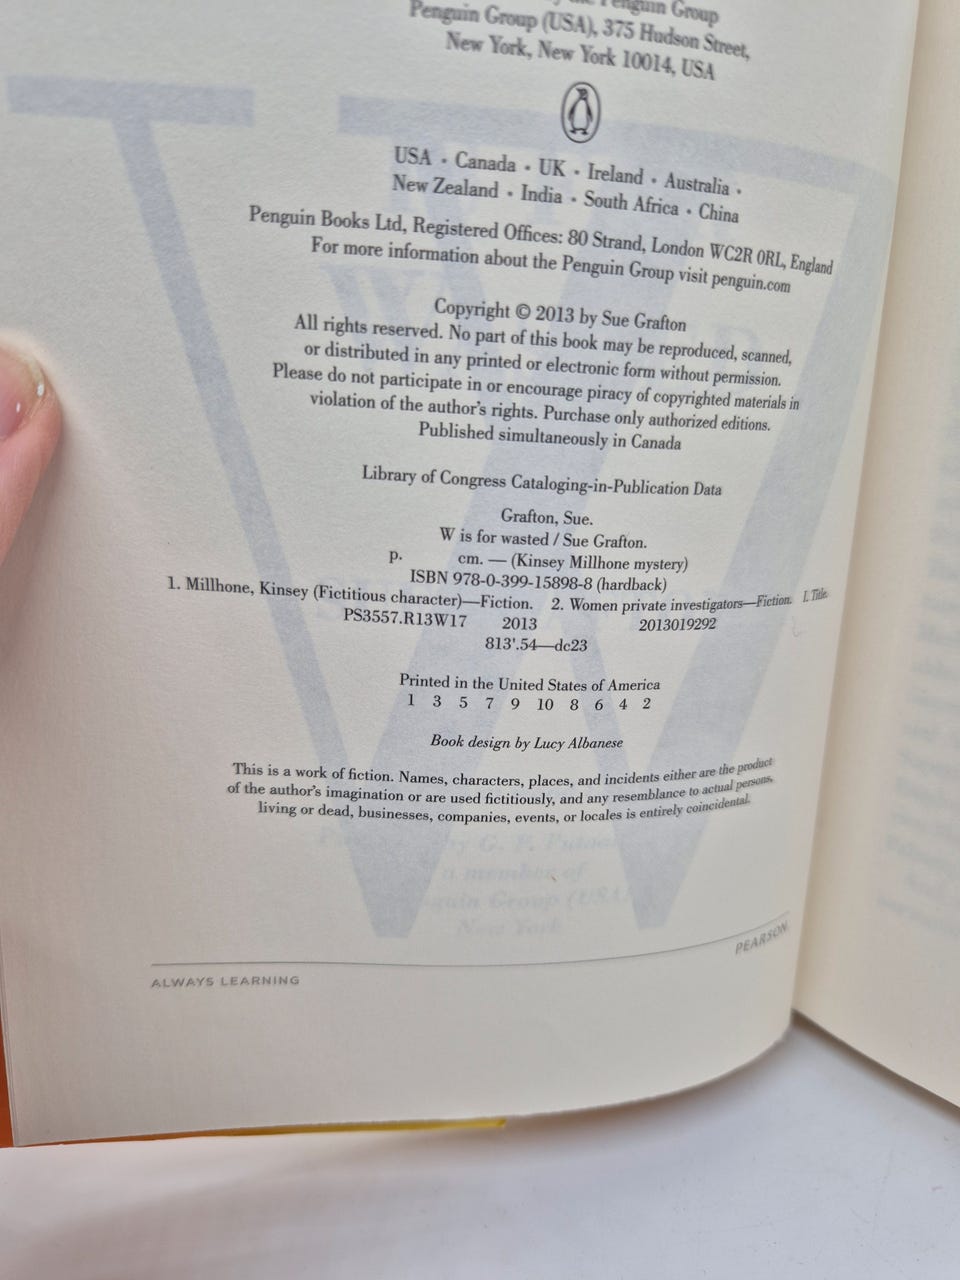 the Penguin Group
Penguin Group (USA), 375 Hudson Street,
New York, New York 10014, USA
USA · Canada · UK · Ireland · Australia ·
New Zealand · India · South Africa · China
Penguin Books Ltd, Registered Offices: 80 Strand, London WC2R 0RL, England
For more information about the Penguin Group visit penguin.com
Copyright © 2013 by Sue Grafton
All rights reserved. No part of this book may be reproduced, scanned,
or distributed in any printed or electronic form without permission.
Please do not participate in or encourage piracy of copyrighted materials in
violation of the author's rights. Purchase only authorized editions.
Published simultaneously in Canada
Library of Congress Cataloging-in-Publication Data
Grafton, Sue.
W is for wasted / Sue Grafton.
p. cm. — (Kinsey Millhone mystery)
ISBN 978-0-399-15898-8 (hardback)
1. Millhone, Kinsey (Fictitious character)—Fiction. 2. Women private investigators—Fiction. I. Title.
PS3557.R13W17 2013 2013019292
813'.54—dc23
Printed in the United States of America
1 3 5 7 9 10 8 6 4 2
Book design by Lucy Albanese
This is a work of fiction. Names, characters, places, and incidents either are the product
of the author's imagination or are used fictitiously, and any resemblance to actual persons,
living or dead, businesses, companies, events, or locales is entirely coincidental.
a member of
New York
ALWAYS LEARNING
PEARSON
W